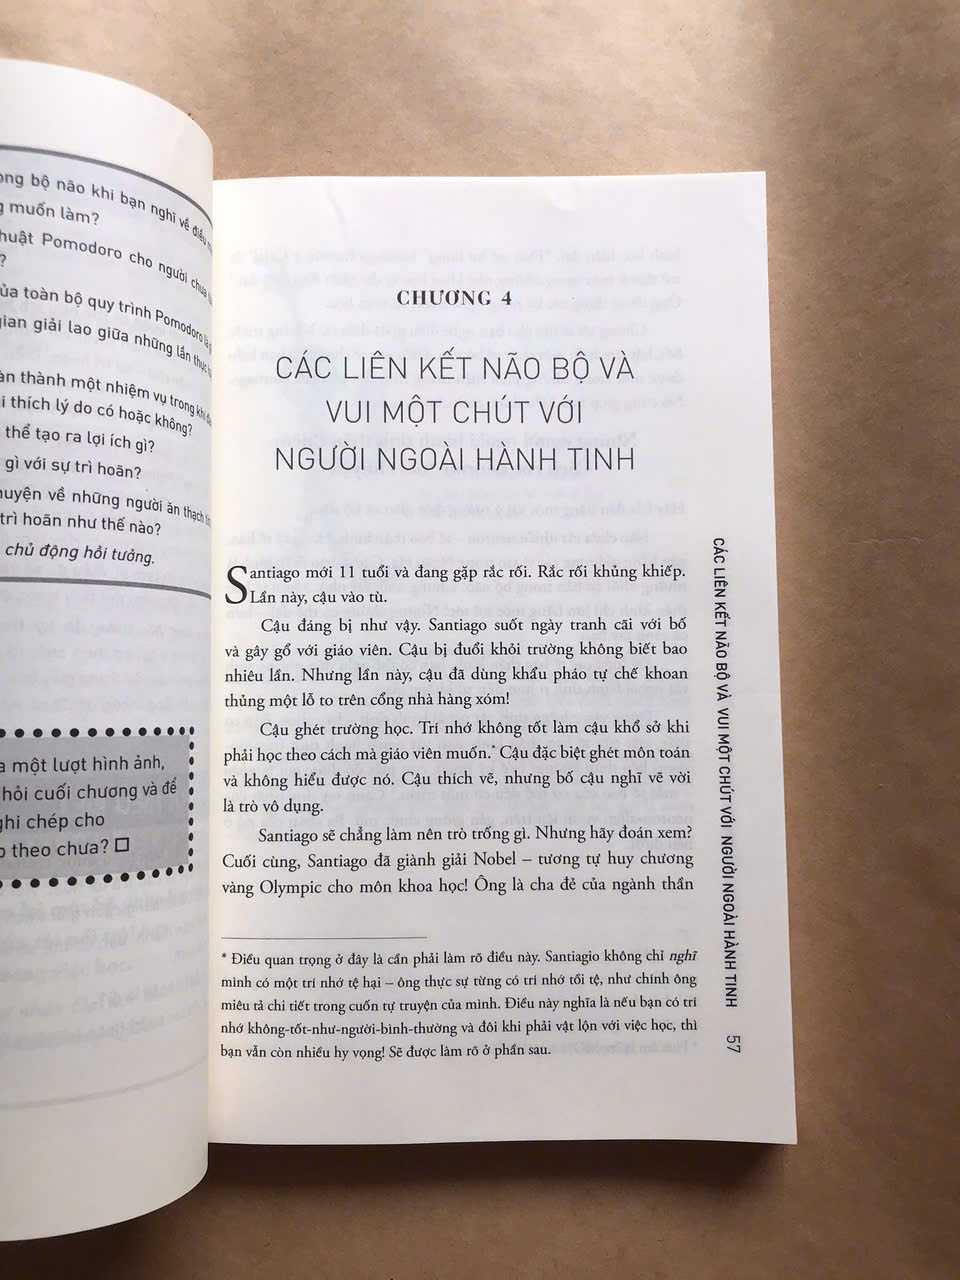 ong bộ não khi bạn nghĩ về điều
muốn làm?
huật Pomodoro cho người chưa
?
ủa toàn bộ quy trình Pomodoro là
gian giải lao giữa những lần thực
àn thành một nhiệm vụ trong khi
i thích lý do có hoặc không?
thể tạo ra lợi ích gì?
gì với sự trì hoãn?
huyện về những người ăn thạch tín
trì hoãn như thế nào?
chủ động hồi tưởng.
a một lượt hình ảnh,
hỏi cuối chương và để
ghi chép cho
o theo chưa? ☐
CHƯƠNG 4
CÁC LIÊN KẾT NÃO BỘ VÀ
VUI MỘT CHÚT VỚI
NGƯỜI NGOÀI HÀNH TINH
Santiago mới 11 tuổi và đang gặp rắc rối. Rắc rối khủng khiếp.
Lần này, cậu vào tù.
Cậu đáng bị như vậy. Santiago suốt ngày tranh cãi với bố
và gây gổ với giáo viên. Cậu bị đuổi khỏi trường không biết bao
nhiêu lần. Nhưng lần này, cậu đã dùng khẩu pháo tự chế khoan
thủng một lỗ to trên cổng nhà hàng xóm!
Cậu ghét trường học. Trí nhớ không tốt làm cậu khổ sở khi
phải học theo cách mà giáo viên muốn.* Cậu đặc biệt ghét môn toán
và không hiểu được nó. Cậu thích vẽ, nhưng bố cậu nghĩ vẽ vời
là trò vô dụng.
Santiago sẽ chẳng làm nên trò trống gì. Nhưng hãy đoán xem?
Cuối cùng, Santiago đã giành giải Nobel – tương tự huy chương
vàng Olympic cho môn khoa học! Ông là cha đẻ của ngành thần
* Điều quan trọng ở đây là cần phải làm rõ điều này. Santiagio không chỉ nghĩ
mình có một trí nhớ tệ hại – ông thực sự từng có trí nhớ tồi tệ, như chính ông
miêu tả chi tiết trong cuốn tự truyện của mình. Điều này nghĩa là nếu bạn có trí
nhớ không-tốt-như-người-bình-thường và đôi khi phải vật lộn với việc học, thì
bạn vẫn còn nhiều hy vọng! Sẽ được làm rõ ở phần sau.
CÁC LIÊN KẾT NÃO BỘ VÀ VUI MỘT CHÚT VỚI NGƯỜI NGOÀI HÀNH TINH
57